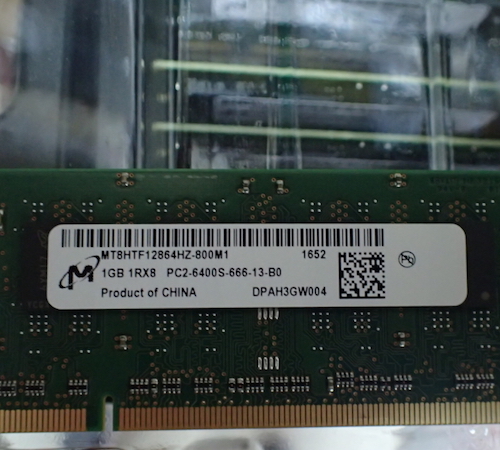 MT8HTF12864HZ-800M1 1652
1GB 1RX8 PC2-6400S-666-13-B0
Product of CHINA DPAH3GW004